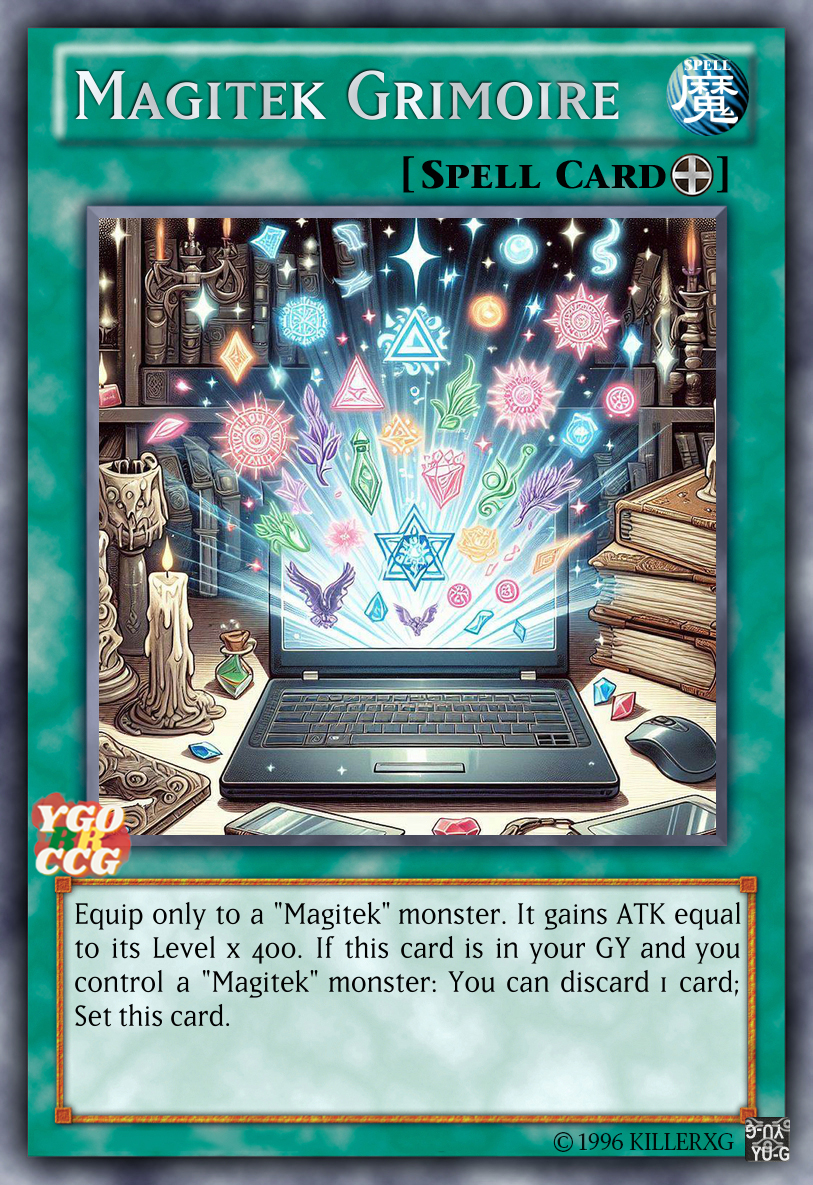 Magitek Grimoire
SPELL
魔
[Spell Card]
YGO
BR
CCG
Equip only to a "Magitek" monster. It gains ATK equal
to its Level x 400. If this card is in your GY and you
control a "Magitek" monster: You can discard 1 card;
Set this card.
© 1996 KILLERXG
YU-G